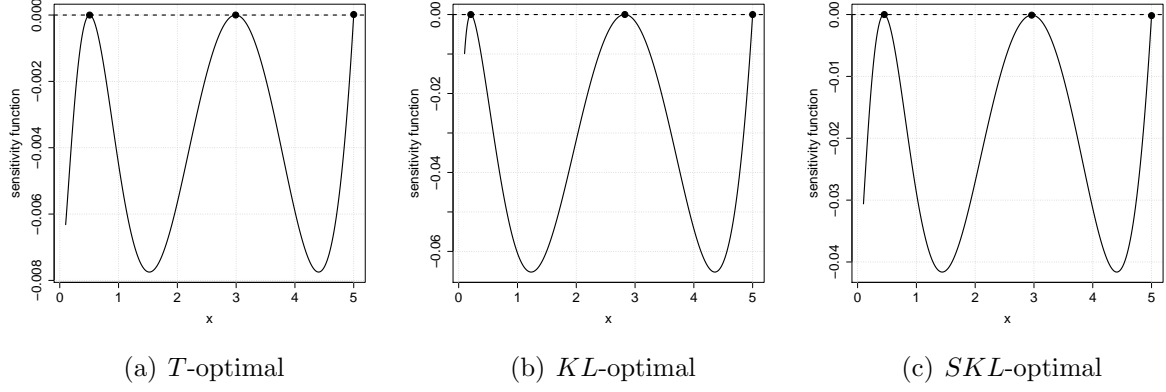 0.000
−0.002
−0.004
−0.006
−0.008
sensitivity function
0 1 2 3 4 5
x
(a) T-optimal
0.00
−0.02
−0.04
−0.06
sensitivity function
0 1 2 3 4 5
x
(b) KL-optimal
0.00
−0.01
−0.02
−0.03
−0.04
sensitivity function
0 1 2 3 4 5
x
(c) SKL-optimal